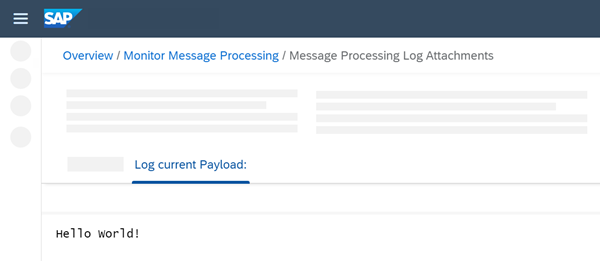 SAP
Overview / Monitor Message Processing / Message Processing Log Attachments
Log current Payload:
Hello World!